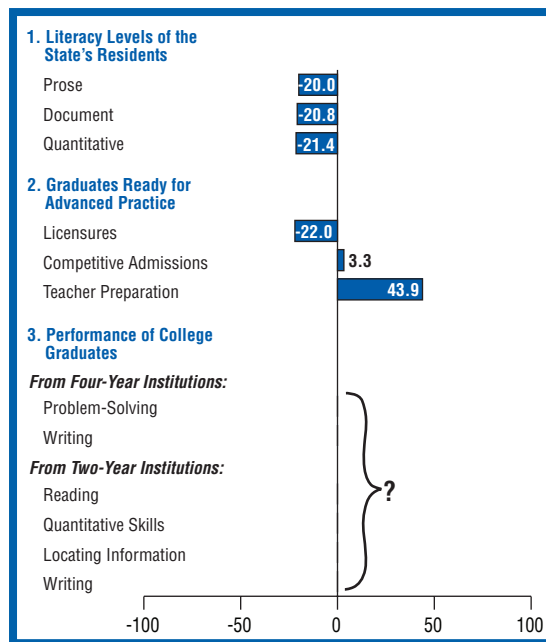 1. Literacy Levels of the
State's Residents
Prose -20.0
Document -20.8
Quantitative -21.4
2. Graduates Ready for
Advanced Practice
Licensures -22.0
Competitive Admissions 3.3
Teacher Preparation 43.9
3. Performance of College
Graduates
From Four-Year Institutions:
Problem-Solving
Writing
From Two-Year Institutions:
Reading
?
Quantitative Skills
Locating Information
Writing
-100 -50 0 50 100